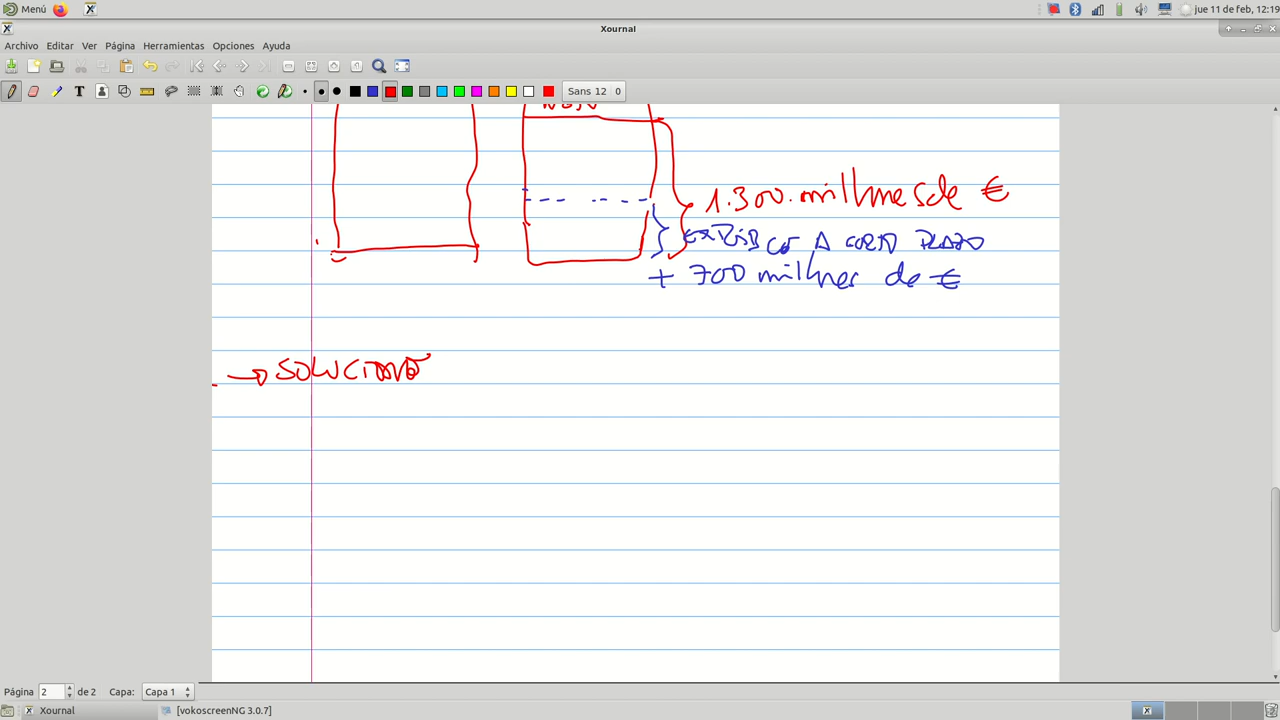 Menú jue 11 de feb, 12:19
Xournal
Archivo Editar Ver Página Herramientas Opciones Ayuda
Sans 12 0
1.300 millones de €
A CORTO PLAZO
+ 700 millones de €
→ SOLUCIONES
Página 2 de 2 Capa: Capa 1
Xournal [vokoscreenNG 3.0.7]